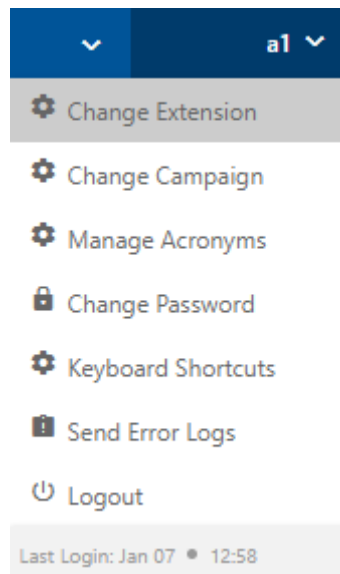 a1
Change Extension
Change Campaign
Manage Acronyms
Change Password
Keyboard Shortcuts
Send Error Logs
Logout
Last Login: Jan 07 • 12:58